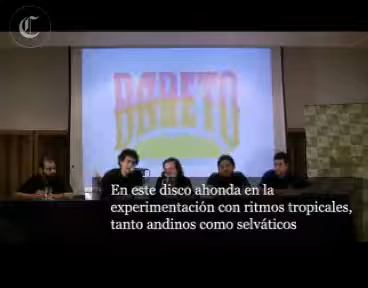 C
BARETO
En este disco ahonda en la
experimentación con ritmos tropicales,
tanto andinos como selváticos